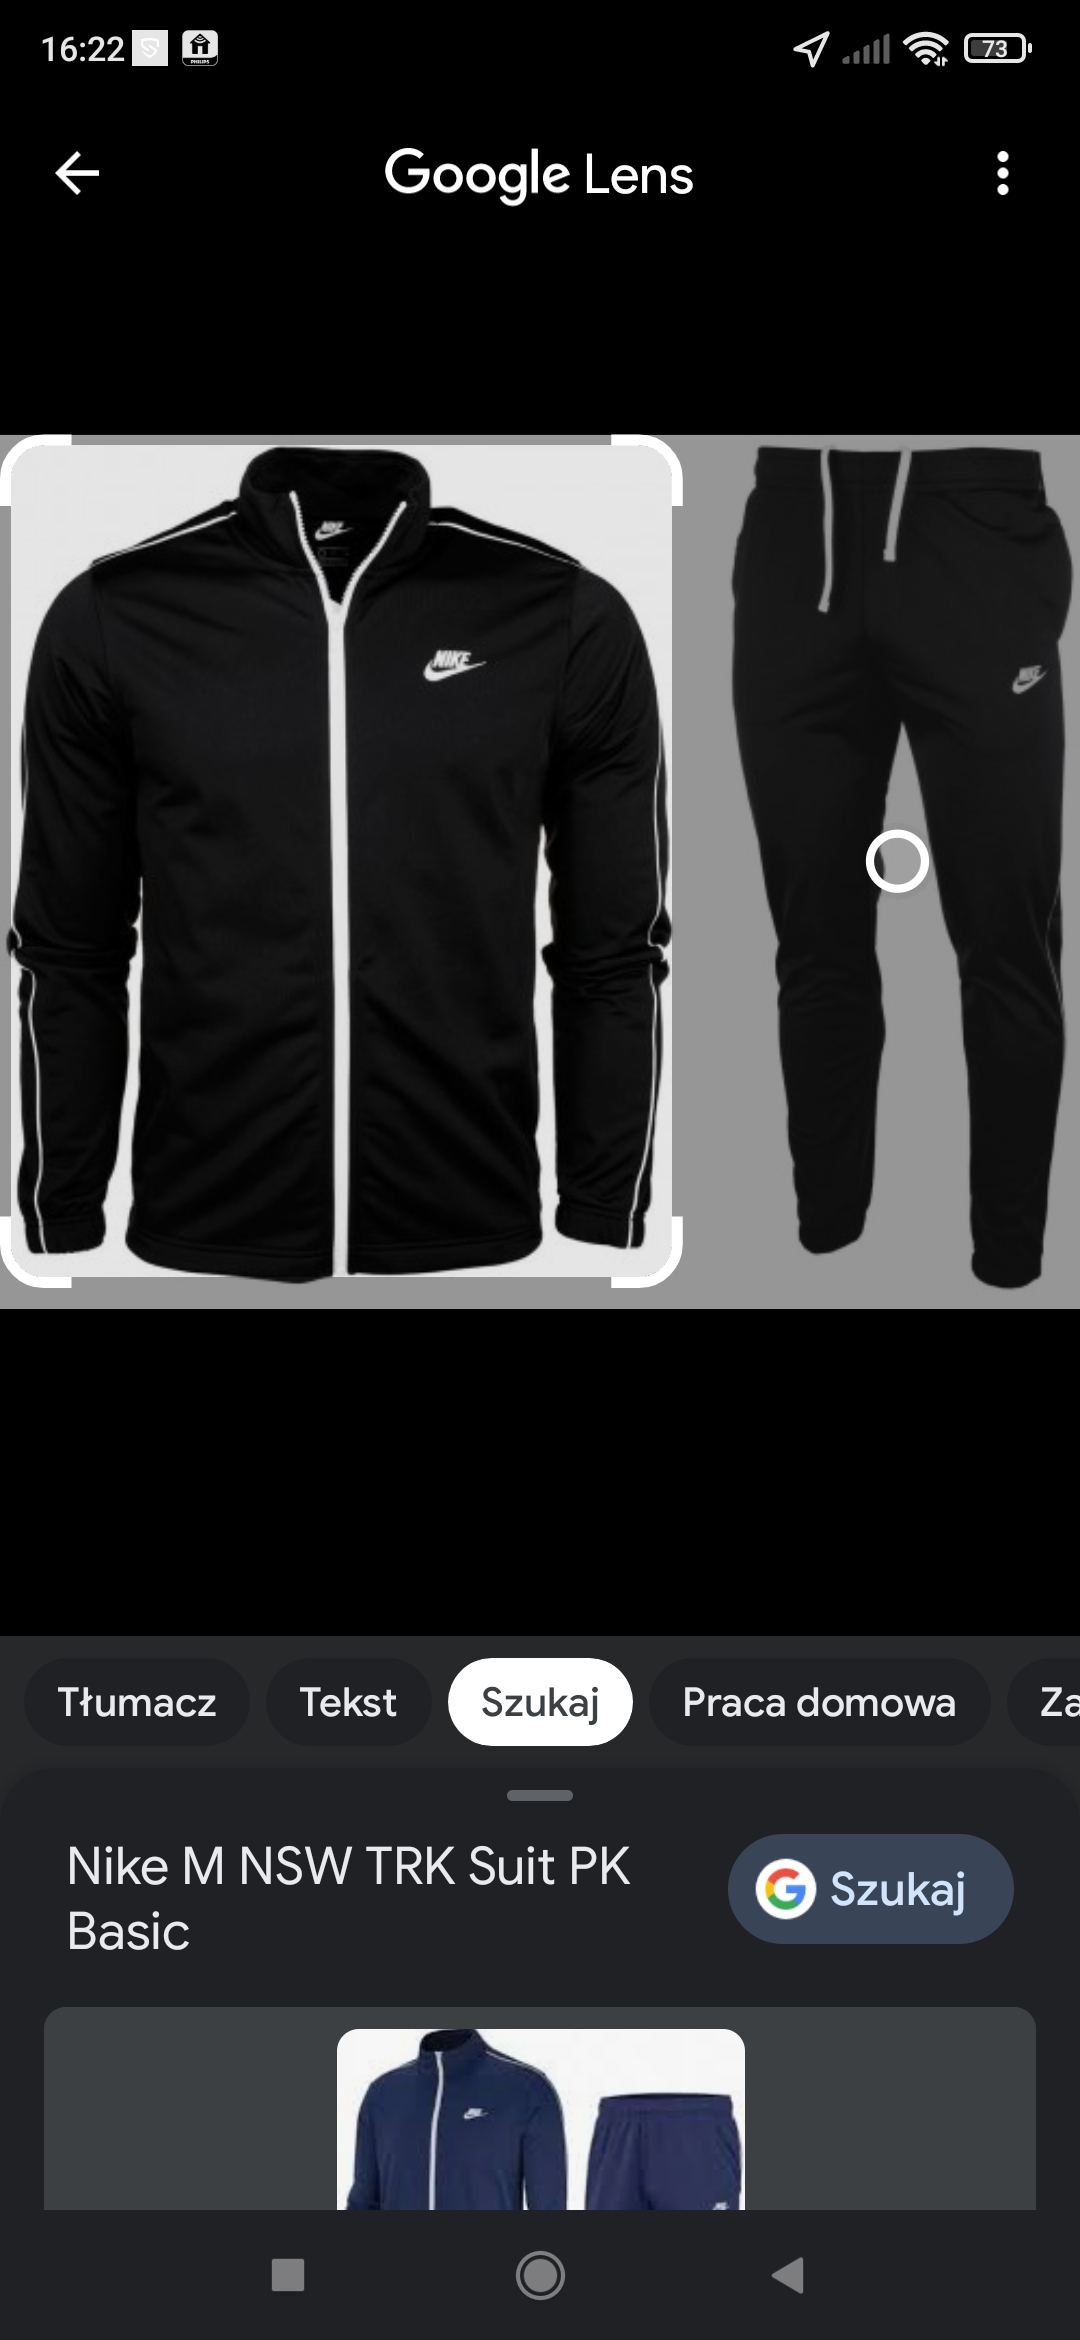 16:22
PHILIPS
73
Google Lens
NIKE
NIKE
NIKE
Tłumacz
Tekst
Szukaj
Praca domowa
Za
Nike M NSW TRK Suit PK
Basic
Szukaj